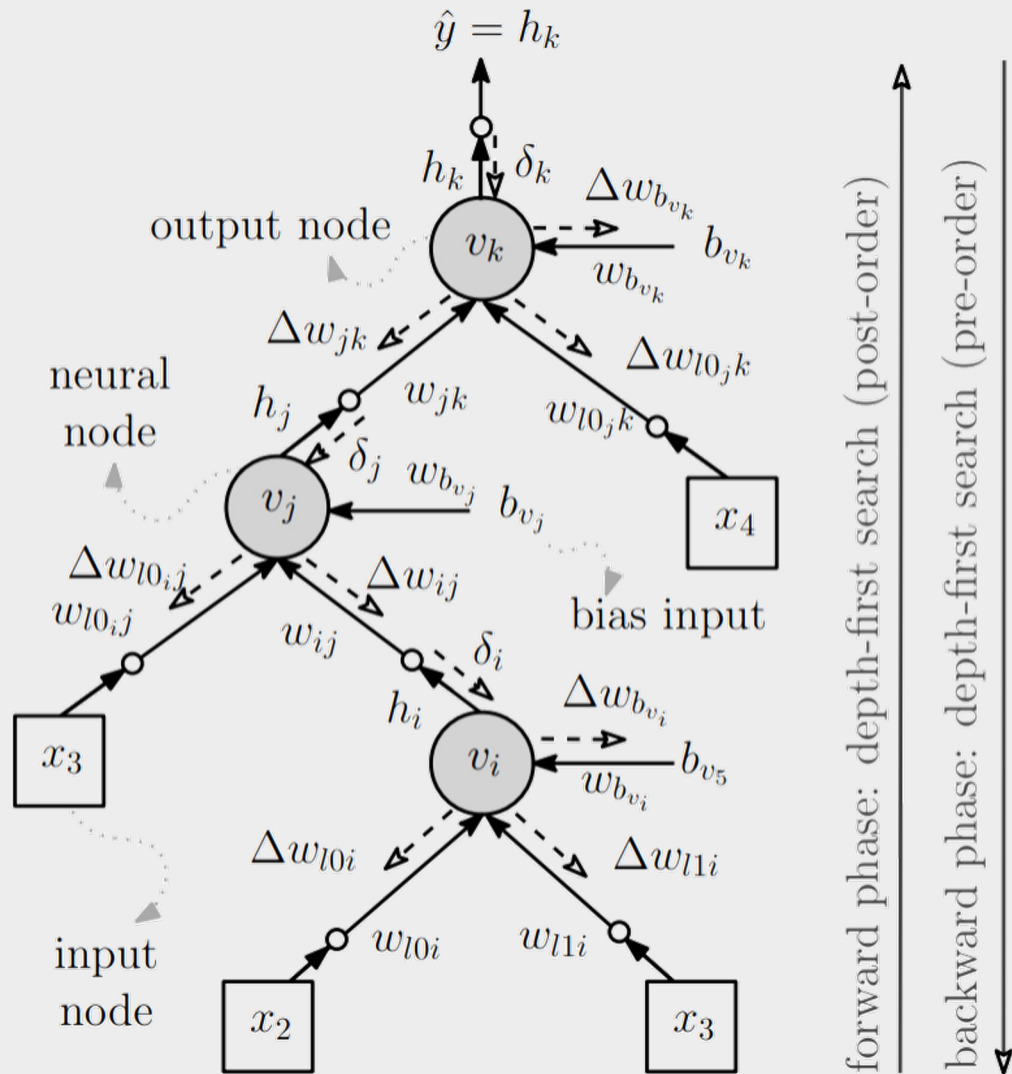 ŷ = h_k
h_k
δ_k
Δw_{b_{v_k}}
output node
v_k
b_{v_k}
w_{b_{v_k}}
Δw_{jk}
Δw_{l0_jk}
neural
node
h_j
w_{jk}
w_{l0_jk}
δ_j
w_{b_{v_j}}
v_j
b_{v_j}
x_4
Δw_{l0_ij}
Δw_{ij}
w_{l0_ij}
w_{ij}
bias input
δ_i
h_i
Δw_{b_{v_i}}
x_3
v_i
b_{v_5}
w_{b_{v_i}}
Δw_{l0i}
Δw_{l1i}
input
node
w_{l0i}
w_{l1i}
x_2
x_3
forward phase: depth-first search (post-order)
backward phase: depth-first search (pre-order)